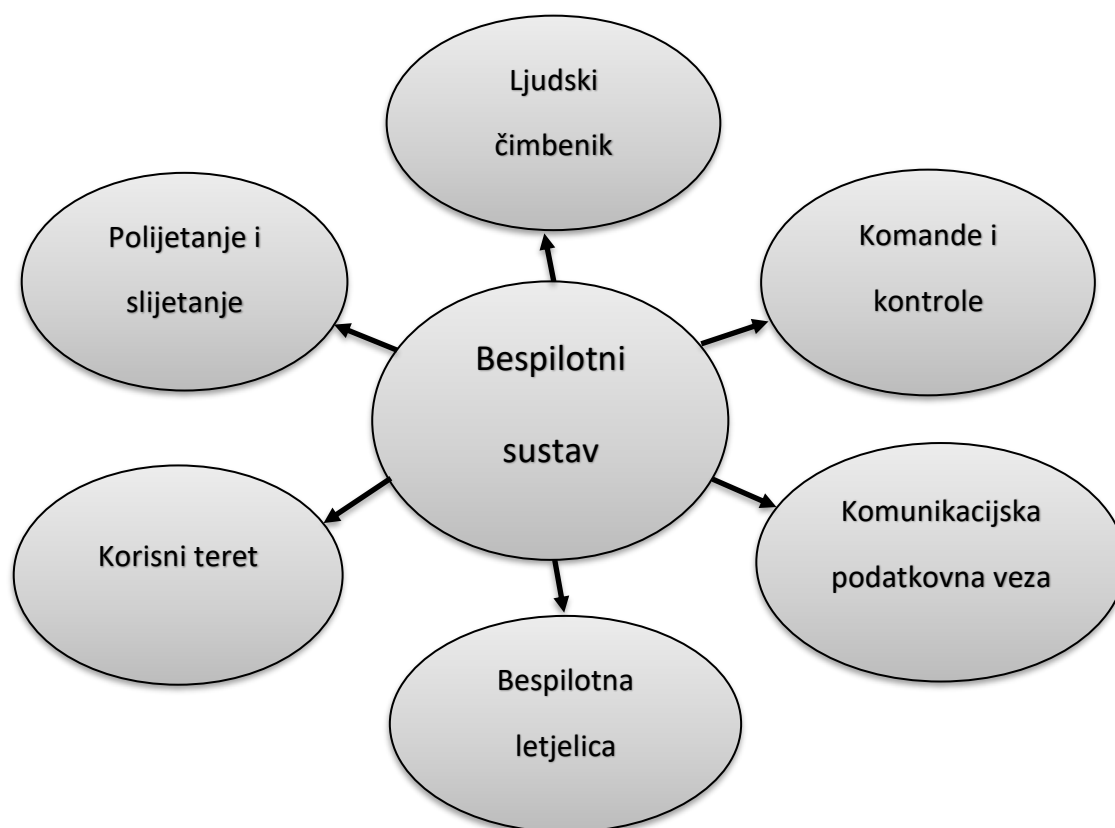 Ljudski
čimbenik
Polijetanje i
slijetanje
Komande i
kontrole
Bespilotni
sustav
Korisni teret
Komunikacijska
podatkovna veza
Bespilotna
letjelica